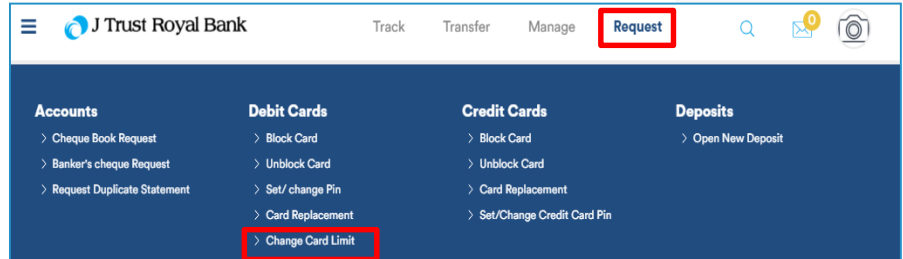 J Trust Royal Bank Track Transfer Manage Request 0
Accounts
> Cheque Book Request
> Banker's cheque Request
> Request Duplicate Statement
Debit Cards
> Block Card
> Unblock Card
> Set/ change Pin
> Card Replacement
> Change Card Limit
Credit Cards
> Block Card
> Unblock Card
> Card Replacement
> Set/Change Credit Card Pin
Deposits
> Open New Deposit